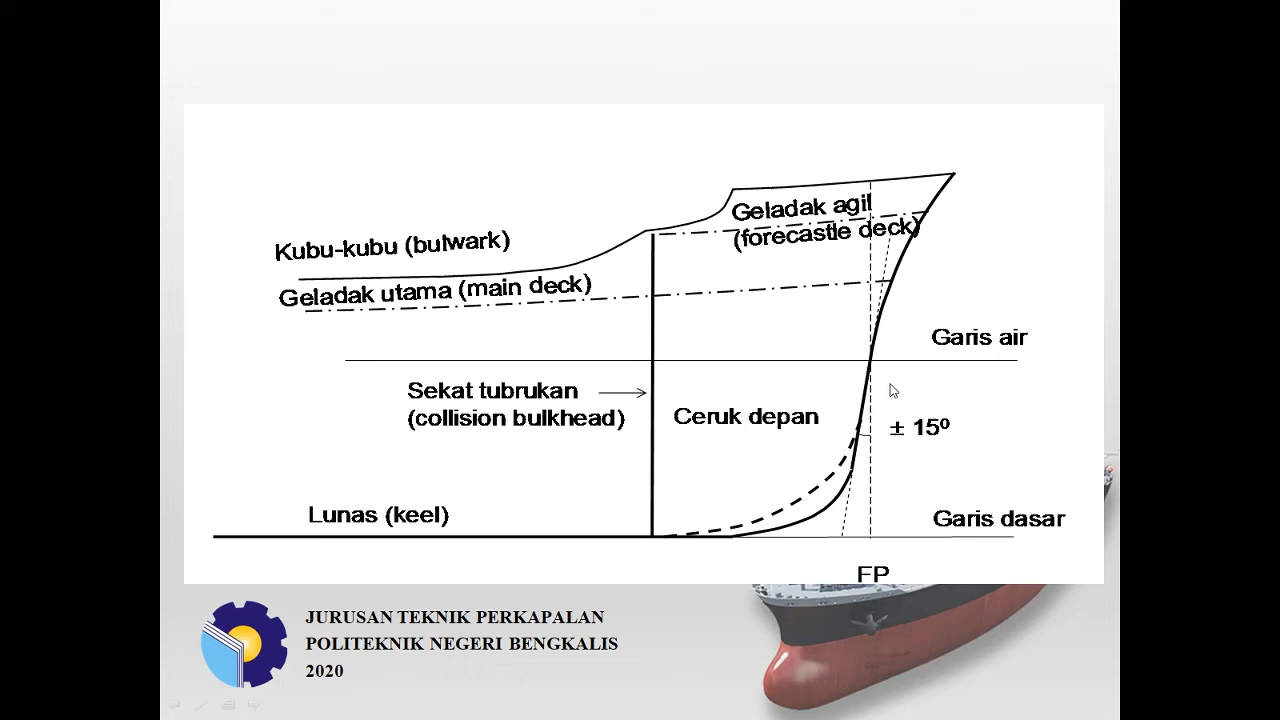 Geladak agil
(forecastle deck)
Kubu-kubu (bulwark)
Geladak utama (main deck)
Garis air
Sekat tubrukan
(collision bulkhead)
Ceruk depan
± 15⁰
Lunas (keel)
Garis dasar
FP
JURUSAN TEKNIK PERKAPALAN
POLITEKNIK NEGERI BENGKALIS
2020